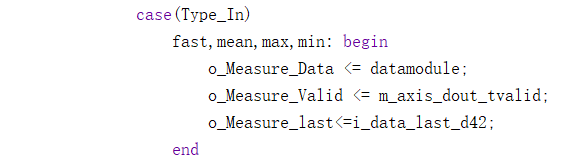 case(Type_In)
fast,mean,max,min: begin
o_Measure_Data <= datamodule;
o_Measure_Valid <= m_axis_dout_tvalid;
o_Measure_last<=i_data_last_d42;
end